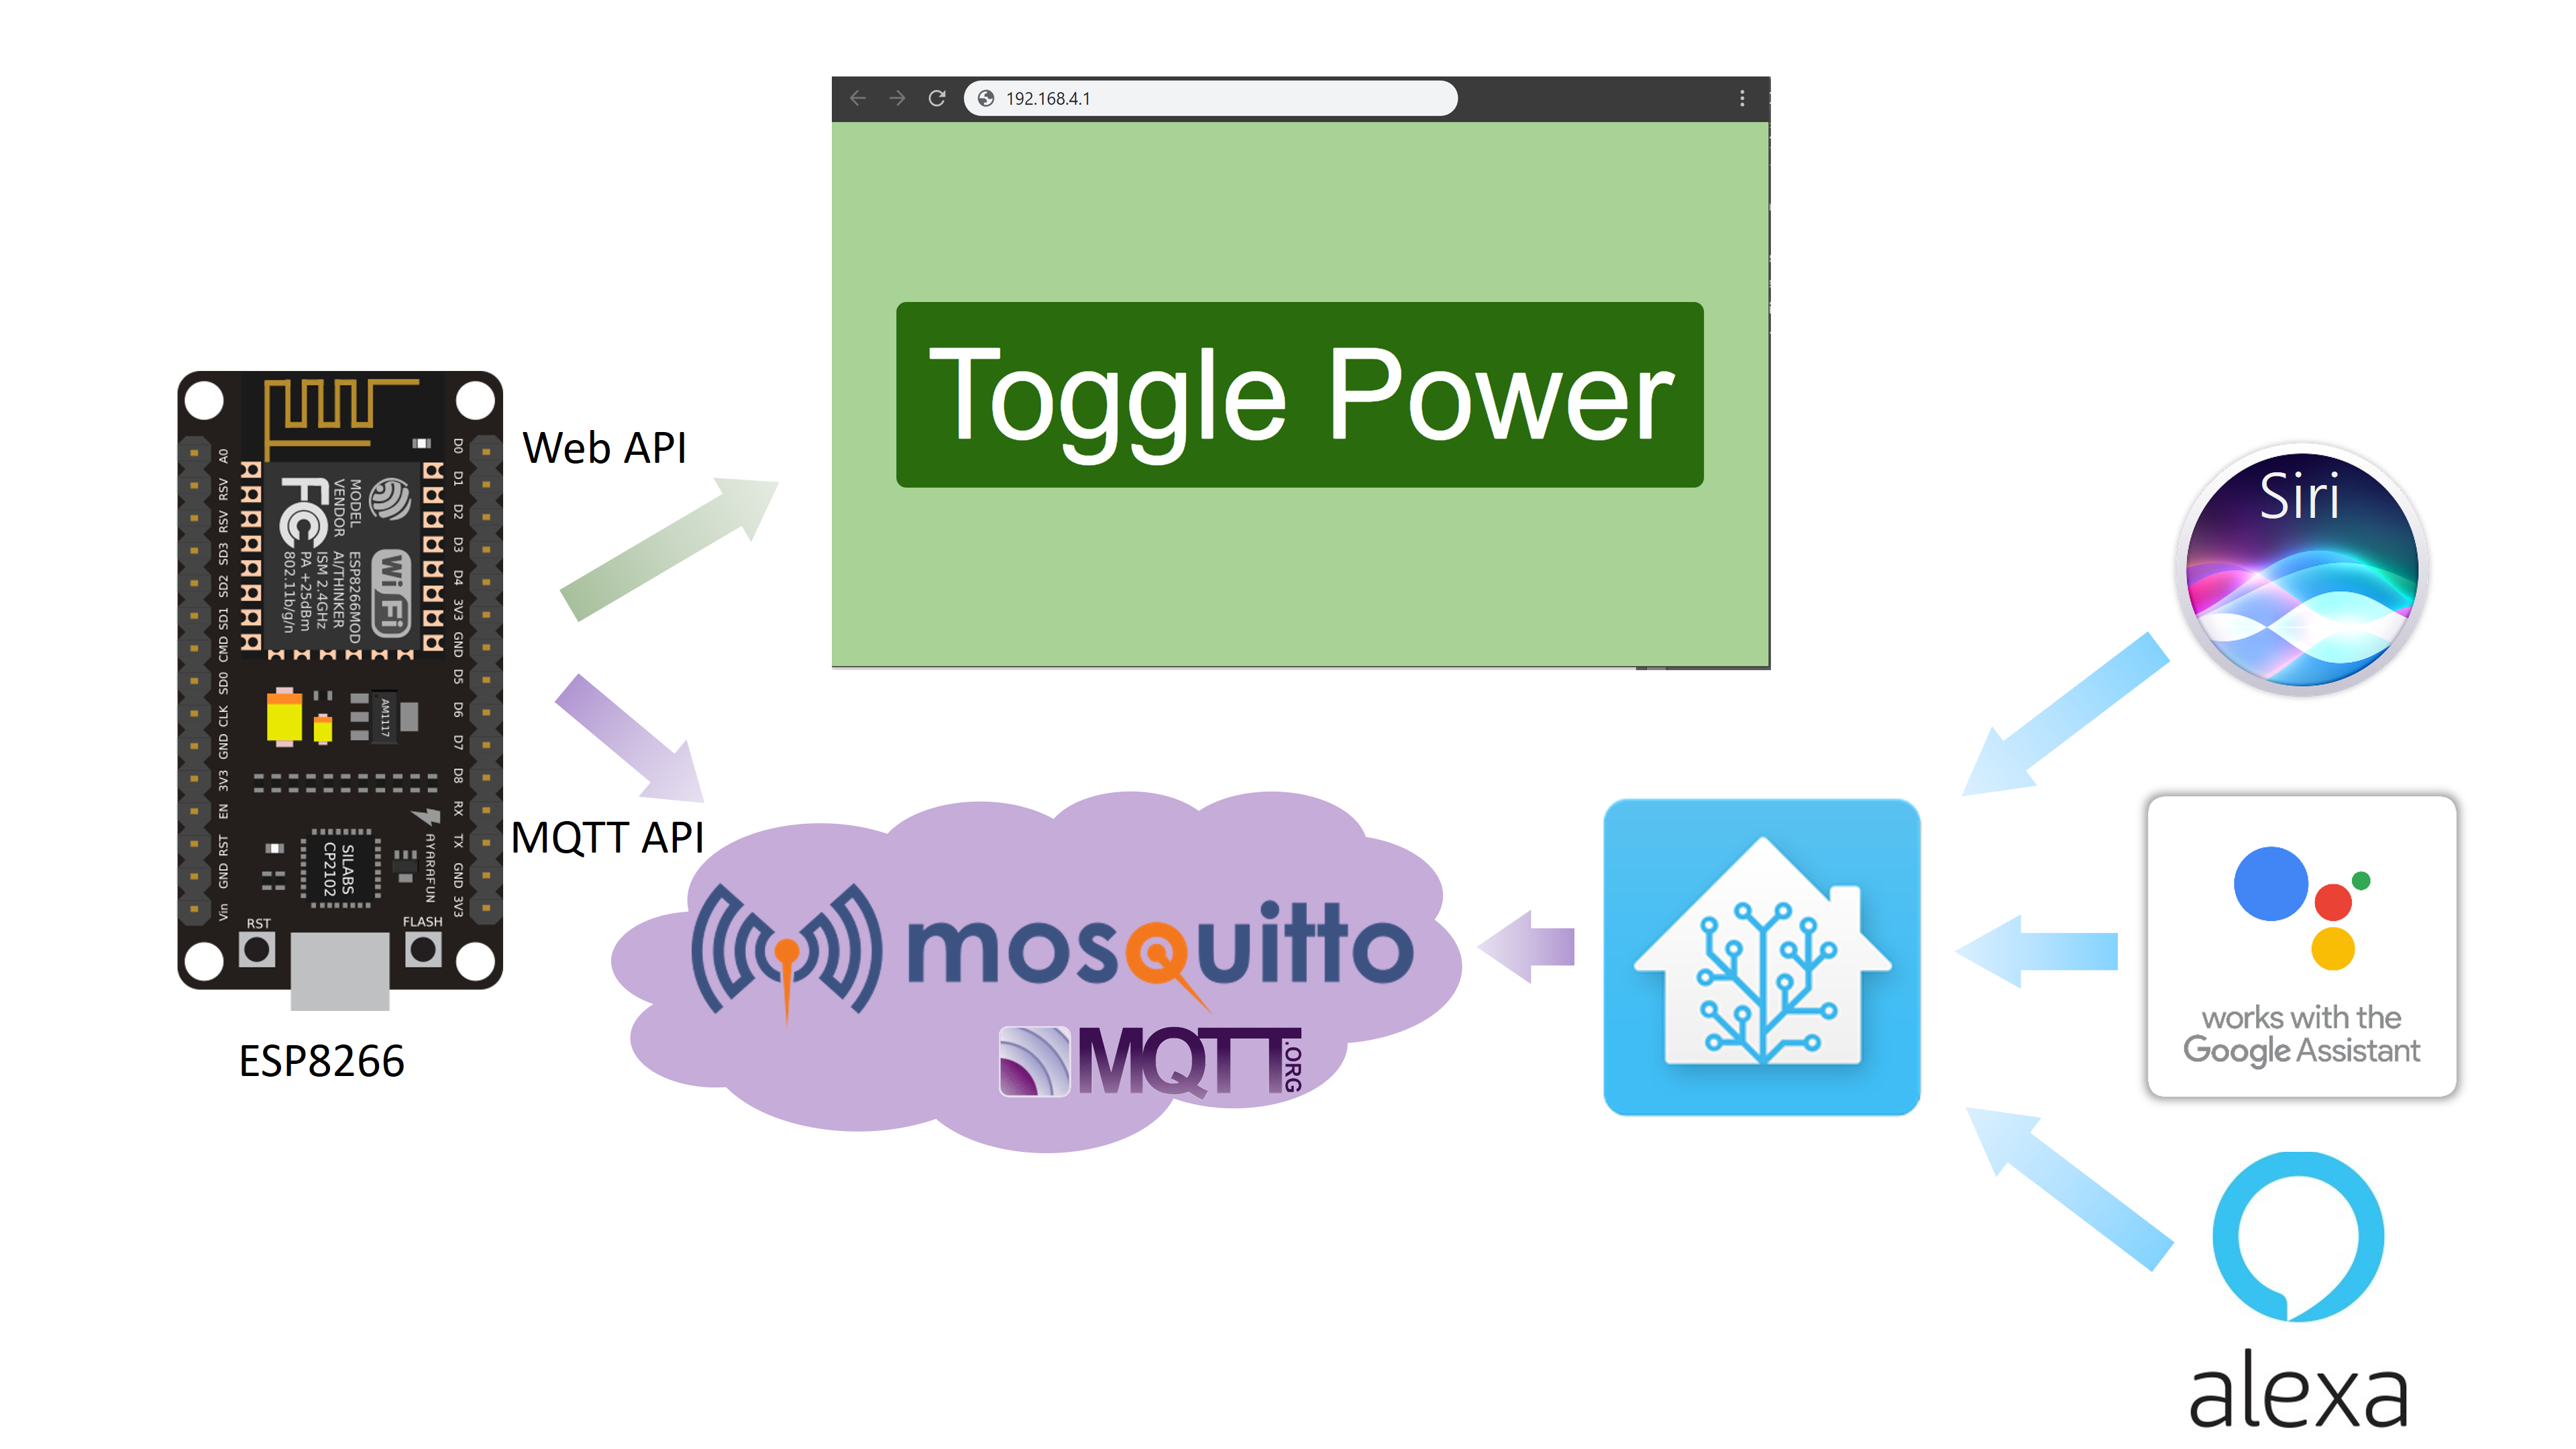 192.168.4.1
Toggle Power
Web API
MQTT API
ESP8266
A0
RSV
RSV
SD3
SD2
SD1
CMD
SD0
CLK
GND
3V3
EN
RST
GND
Vin
D0
D1
D2
D3
D4
3V3
GND
D5
D6
D7
D8
RX
TX
GND
3V3
MODEL ESP8266MOD
VENDOR AI/THINKER
ISM 2.4GHz
PA +25dBm
802.11b/g/n
FC
Wi Fi
AM1117
SILABS
CP2102
AYARAFUN
RST
FLASH
mosquitto
MQTT.ORG
Siri
works with the
Google Assistant
alexa